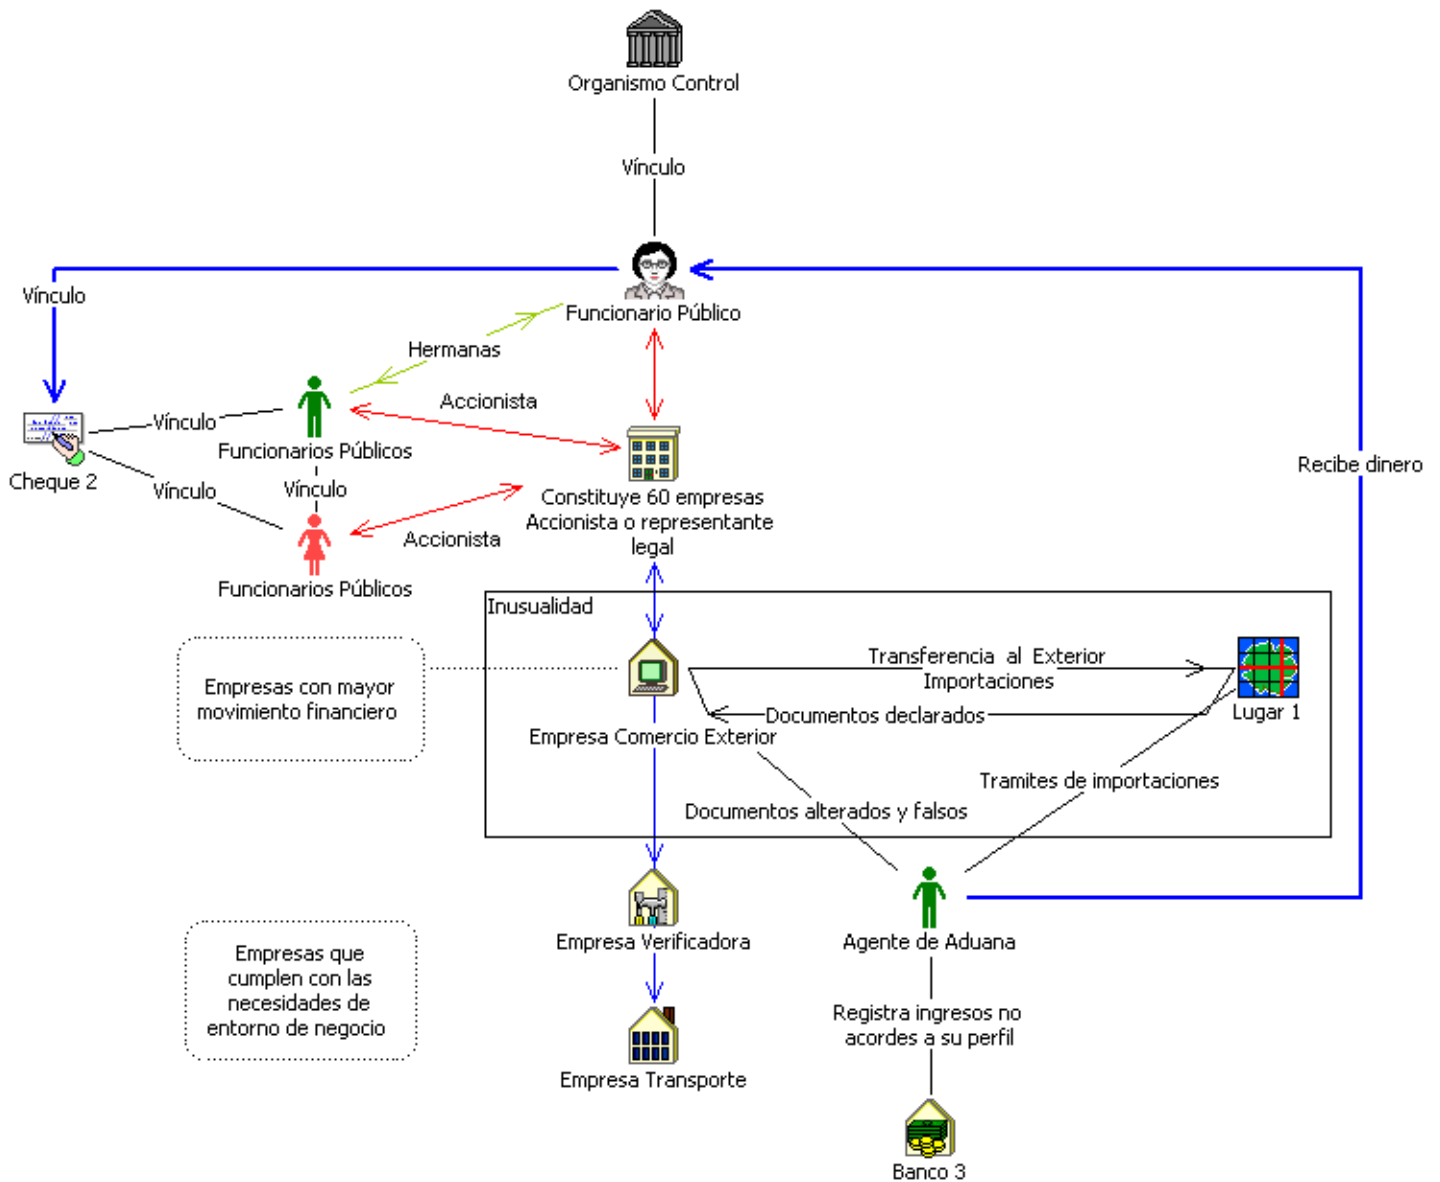 Organismo Control
Vínculo
Vínculo
Funcionario Público
Hermanas
Accionista
Vínculo
Funcionarios Públicos
Recibe dinero
Cheque 2
Vínculo
Vínculo
Constituye 60 empresas
Accionista o representante
legal
Accionista
Funcionarios Públicos
Inusualidad
Transferencia al Exterior
Importaciones
Empresas con mayor
movimiento financiero
Documentos declarados
Lugar 1
Empresa Comercio Exterior
Tramites de importaciones
Documentos alterados y falsos
Empresa Verificadora
Agente de Aduana
Empresas que
cumplen con las
necesidades de
entorno de negocio
Registra ingresos no
acordes a su perfil
Empresa Transporte
Banco 3